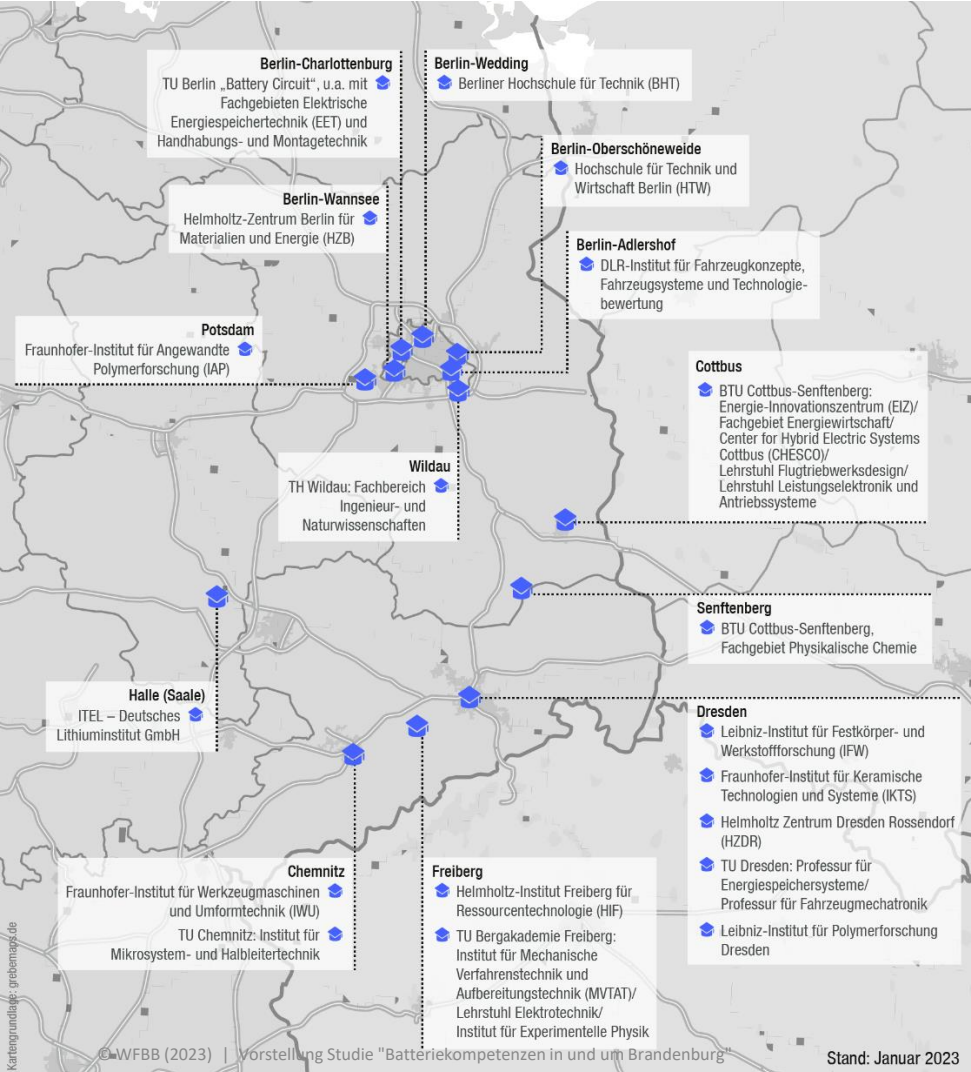 Berlin-Charlottenburg
TU Berlin „Battery Circuit“, u.a. mit
Fachgebieten Elektrische
Energiespeichertechnik (EET) und
Handhabungs- und Montagetechnik
Berlin-Wedding
Berliner Hochschule für Technik (BHT)
Berlin-Oberschöneweide
Hochschule für Technik und
Wirtschaft Berlin (HTW)
Berlin-Wannsee
Helmholtz-Zentrum Berlin für
Materialien und Energie (HZB)
Berlin-Adlershof
DLR-Institut für Fahrzeugkonzepte,
Fahrzeugsysteme und Technologie-
bewertung
Potsdam
Fraunhofer-Institut für Angewandte
Polymerforschung (IAP)
Cottbus
BTU Cottbus-Senftenberg:
Energie-Innovationszentrum (EIZ)/
Fachgebiet Energiewirtschaft/
Center for Hybrid Electric Systems
Cottbus (CHESCO)/
Lehrstuhl Flugtriebwerksdesign/
Lehrstuhl Leistungselektronik und
Antriebssysteme
Wildau
TH Wildau: Fachbereich
Ingenieur- und
Naturwissenschaften
Senftenberg
BTU Cottbus-Senftenberg,
Fachgebiet Physikalische Chemie
Halle (Saale)
ITEL – Deutsches
Lithiuminstitut GmbH
Dresden
Leibniz-Institut für Festkörper- und
Werkstoffforschung (IFW)
Fraunhofer-Institut für Keramische
Technologien und Systeme (IKTS)
Helmholtz Zentrum Dresden Rossendorf
(HZDR)
TU Dresden: Professur für
Energiespeichersysteme/
Professur für Fahrzeugmechatronik
Leibniz-Institut für Polymerforschung
Dresden
Chemnitz
Fraunhofer-Institut für Werkzeugmaschinen
und Umformtechnik (IWU)
TU Chemnitz: Institut für
Mikrosystem- und Halbleitertechnik
Freiberg
Helmholtz-Institut Freiberg für
Ressourcentechnologie (HIF)
TU Bergakademie Freiberg:
Institut für Mechanische
Verfahrenstechnik und
Aufbereitungstechnik (MVTAT)/
Lehrstuhl Elektrotechnik/
Institut für Experimentelle Physik
Kartengrundlage: grebemaps.de
© WFBB (2023) | Vorstellung Studie "Batteriekompetenzen in und um Brandenburg"
Stand: Januar 2023